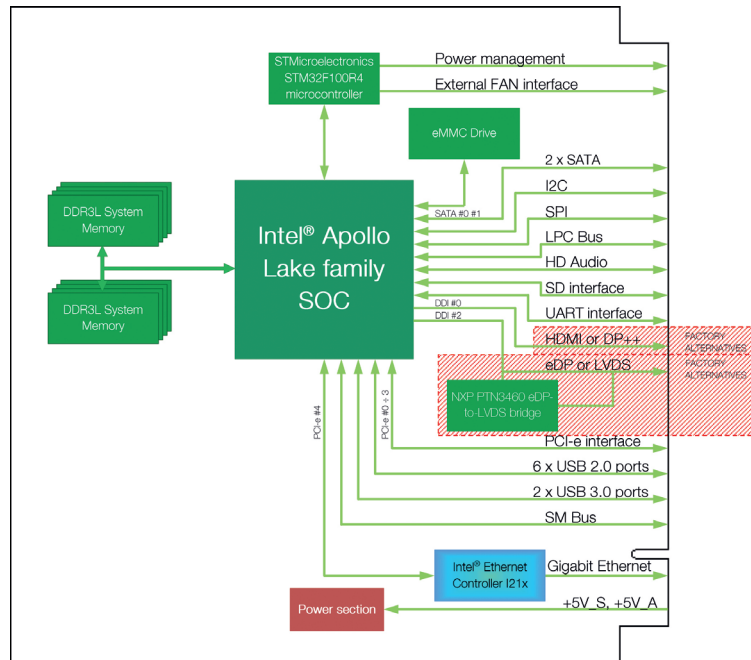 STMicroelectronics
STM32F100R4
microcontroller
Power management
External FAN interface
eMMC Drive
2 x SATA
SATA #0 #1
I2C
SPI
LPC Bus
HD Audio
SD interface
UART interface
DDR3L System
Memory
DDR3L System
Memory
Intel® Apollo
Lake family
SOC
DDI #0
DDI #2
HDMI or DP++
FACTORY
ALTERNATIVES
eDP or LVDS
FACTORY
ALTERNATIVES
NXP PTN3460 eDP-
to-LVDS bridge
PCI-e #4
PCI-e #0 ÷ 3
PCI-e interface
6 x USB 2.0 ports
2 x USB 3.0 ports
SM Bus
Intel® Ethernet
Controller I21x
Gigabit Ethernet
Power section
+5V_S, +5V_A